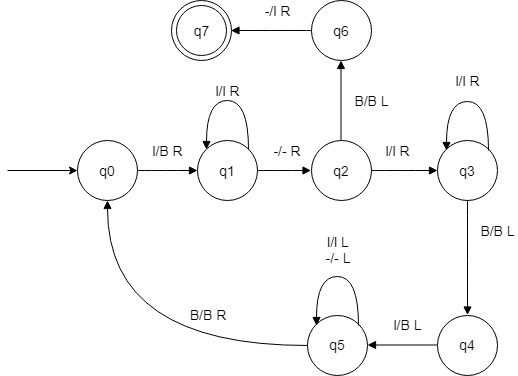 -/I R
q7
q6
I/I R
B/B L
I/I R
I/B R
-/- R
I/I R
q0
q1
q2
q3
B/B L
I/I L
-/- L
B/B R
I/B L
q5
q4